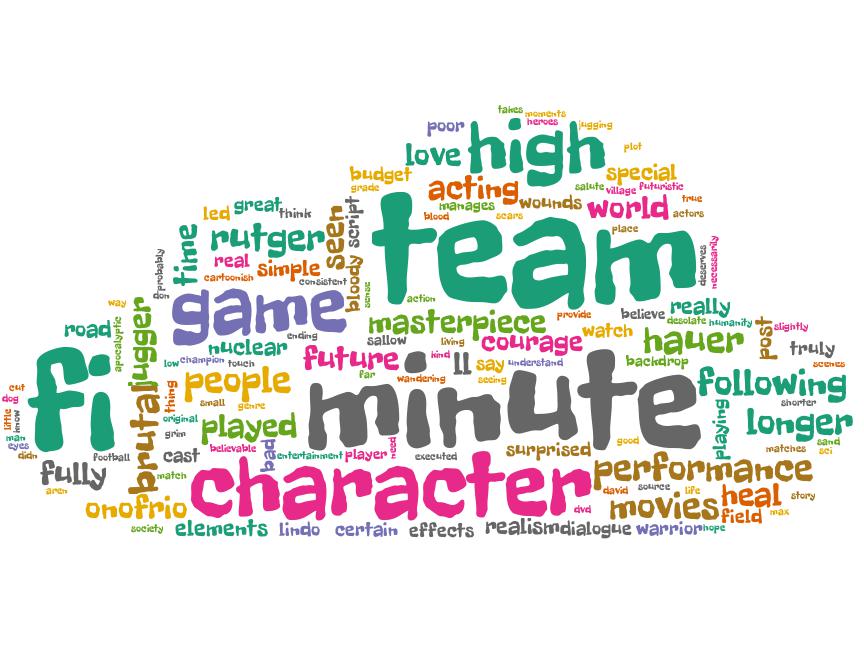 takes
moments
heroes
jugging
poor
high
plot
love
budget
grade
acting
special
salute
village
futuristic
true
manages
wounds
world
actors
blood
scars
place
led
great
think
seen
script
team
time
rutger
real
simple
cartoonish
consistent
bloody
sense
probably
don
deserves
necessarily
action
way
game
masterpiece
provide
believe
really
desolate
humanity
road
apocalyptic
jugger
ending
sallow
living
courage
watch
hauer
post
slightly
nuclear
future
kind
ll
say
understand
backdrop
truly
scenes
low
champion
touch
far
wandering
seeing
fi
brutal
thing
people
small
genre
minute
following
shorter
cut
dog
little
know
man
eyes
didn
original
grim
played
playing
longer
football
cast
believable
bad
entertainment
player
need
executed
surprised
good
matches
sand
sci
fully
aren
match
character
performance
david
source
life
heal
story
onofrio
dvd
movies
field
max
society
elements
lindo
certain
effects
realism
dialogue
warrior
hope